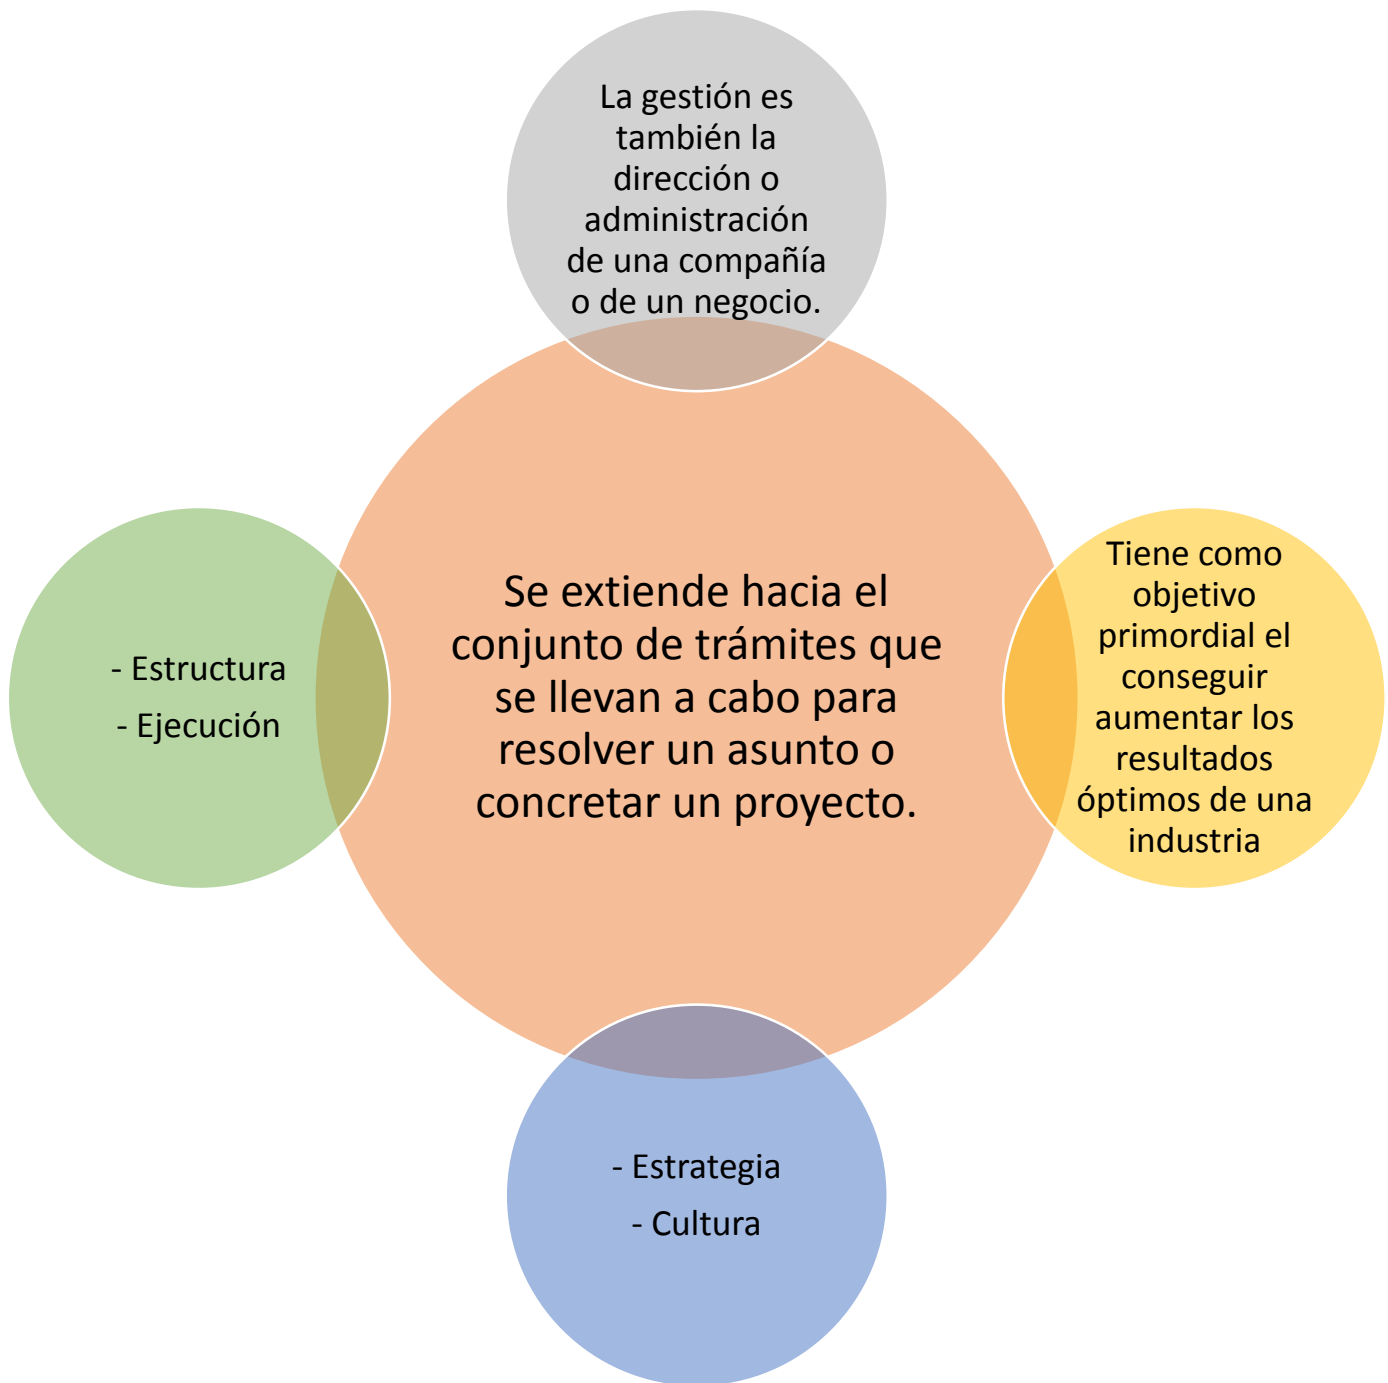 La gestión es
también la
dirección o
administración
de una compañía
o de un negocio.
Se extiende hacia el
conjunto de trámites que
se llevan a cabo para
resolver un asunto o
concretar un proyecto.
Tiene como
objetivo
primordial el
conseguir
aumentar los
resultados
óptimos de una
industria
- Estructura
- Ejecución
- Estrategia
- Cultura